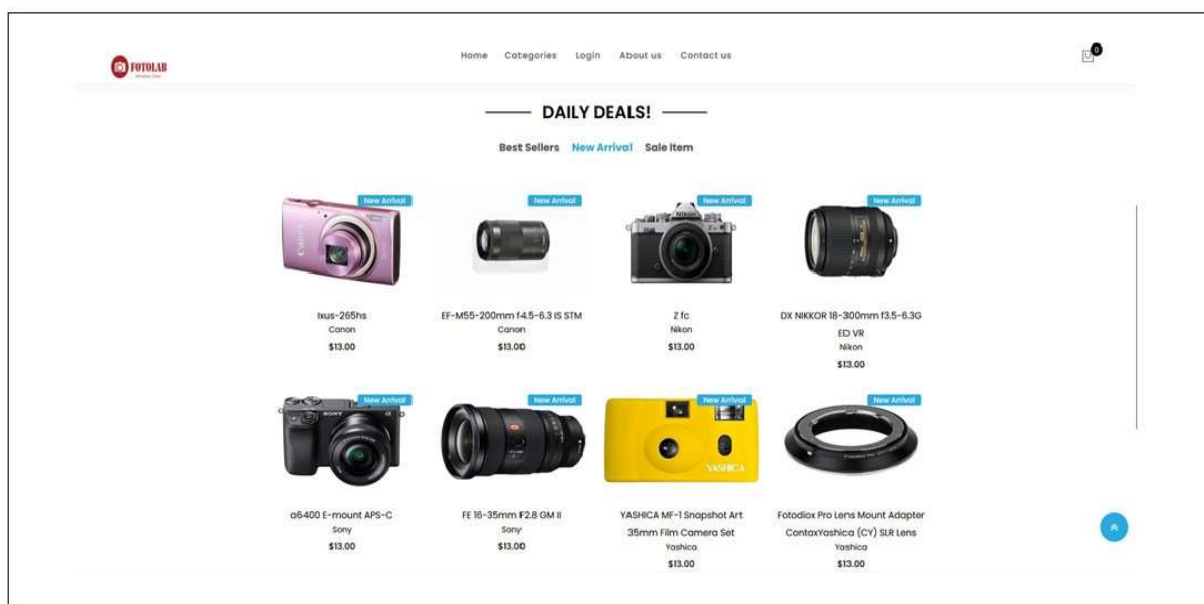 FOTOLAB
Home Categories Login About us Contact us
0
DAILY DEALS!
Best Sellers New Arrival Sale Item
New Arrival New Arrival New Arrival New Arrival
Canon
Nikon
Ixus-265hs
Canon
$13.00
EF-M55-200mm f4.5-6.3 IS STM
Canon
$13.00
Z fc
Nikon
$13.00
DX NIKKOR 18-300mm f3.5-6.3G
ED VR
Nikon
$13.00
New Arrival New Arrival New Arrival New Arrival
SONY
YASHICA
a6400 E-mount APS-C
Sony
$13.00
FE 16-35mm F2.8 GM II
Sony
$13.00
YASHICA MF-1 Snapshot Art
35mm Film Camera Set
Yashica
$13.00
Fotodiox Pro Lens Mount Adapter
ContaxYashica (CY) SLR Lens
Yashica
$13.00